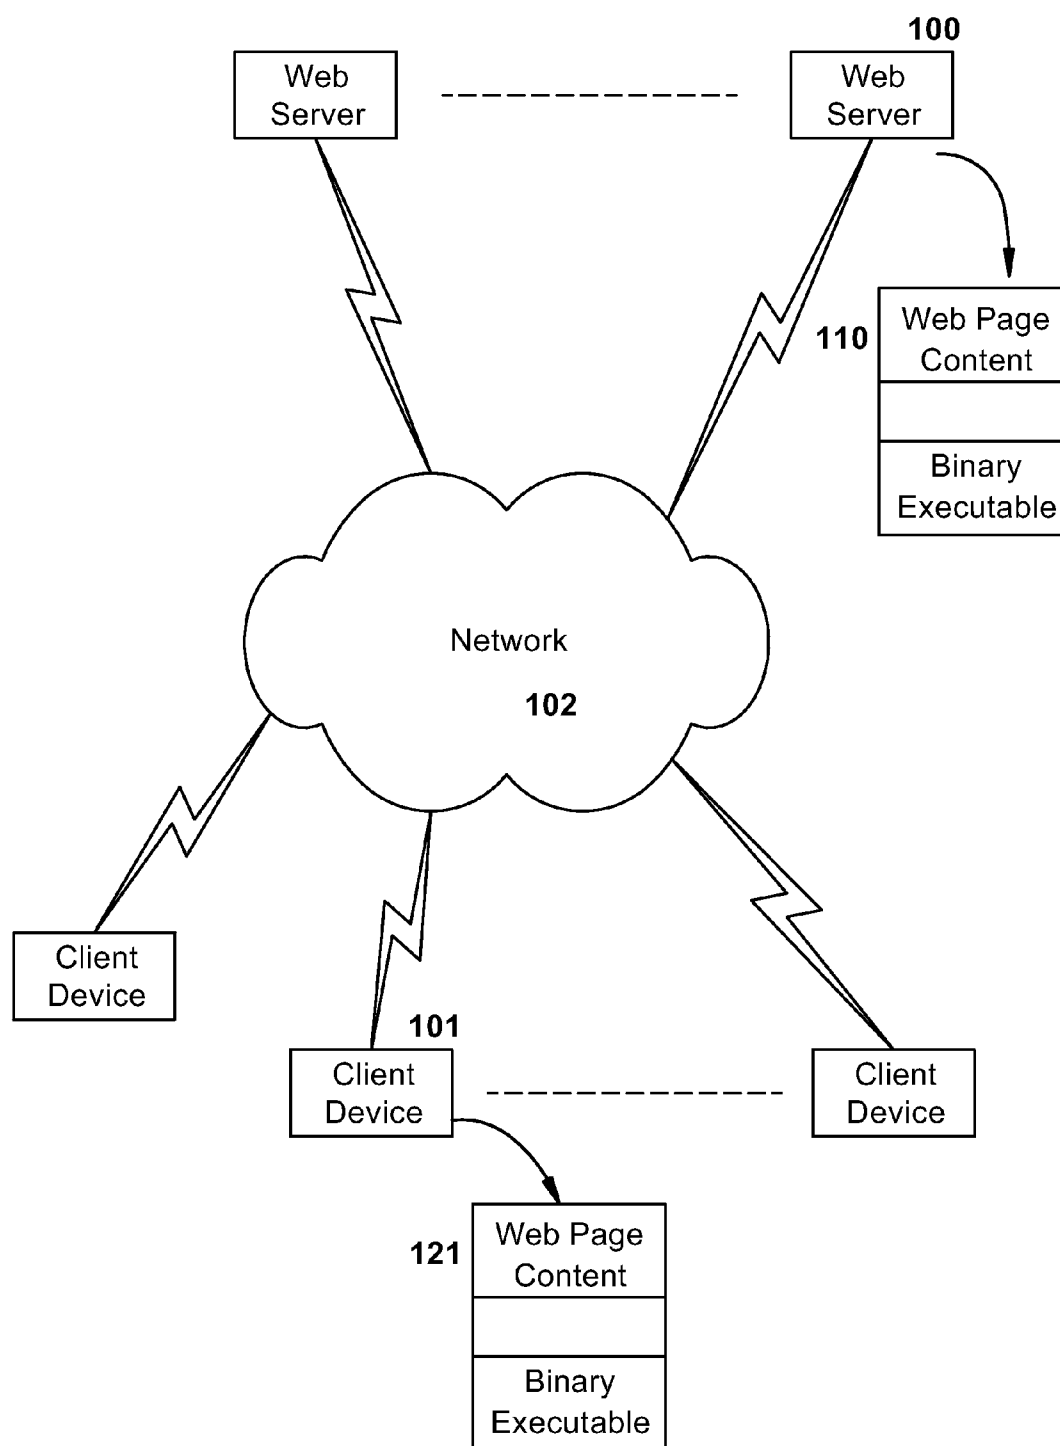 100
Web
Server
Web
Server
110
Web Page
Content
Binary
Executable
Network
102
Client
Device
101
Client
Device
Client
Device
121
Web Page
Content
Binary
Executable